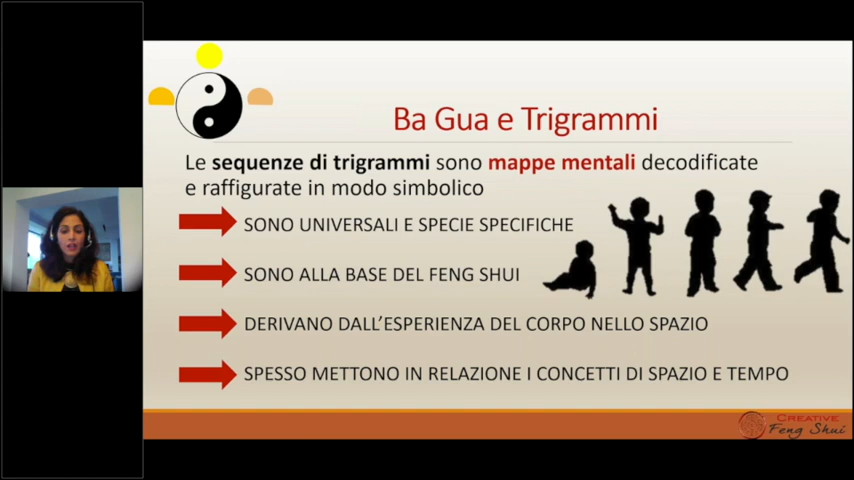 Ba Gua e Trigrammi
Le sequenze di trigrammi sono mappe mentali decodificate
e raffigurate in modo simbolico
SONO UNIVERSALI E SPECIE SPECIFICHE
SONO ALLA BASE DEL FENG SHUI
DERIVANO DALL'ESPERIENZA DEL CORPO NELLO SPAZIO
SPESSO METTONO IN RELAZIONE I CONCETTI DI SPAZIO E TEMPO
CREATIVE
Feng Shui